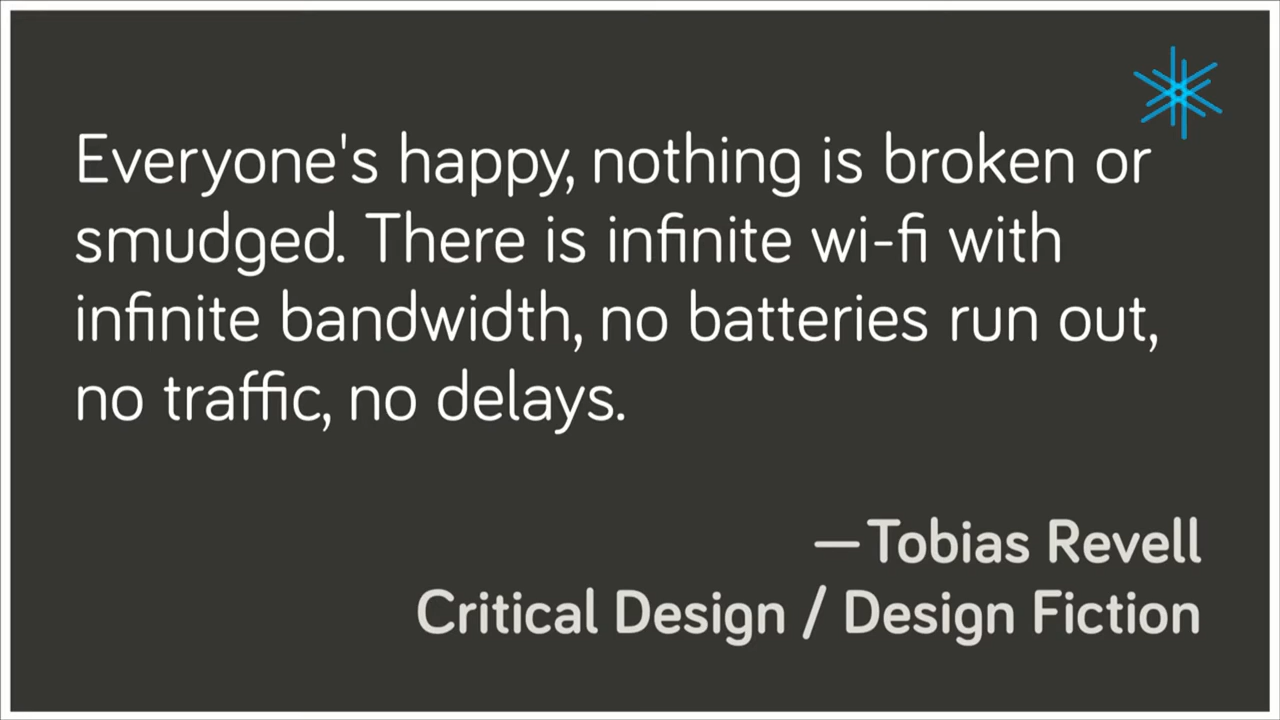 Everyone's happy, nothing is broken or
smudged. There is infinite wi-fi with
infinite bandwidth, no batteries run out,
no traffic, no delays.
—Tobias Revell
Critical Design / Design Fiction